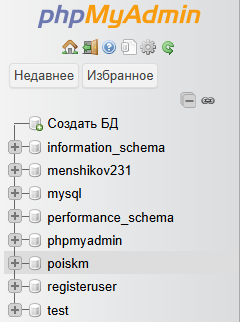 phpMyAdmin
Недавнее Избранное
Создать БД
information_schema
menshikov231
mysql
performance_schema
phpmyadmin
poiskm
registeruser
test